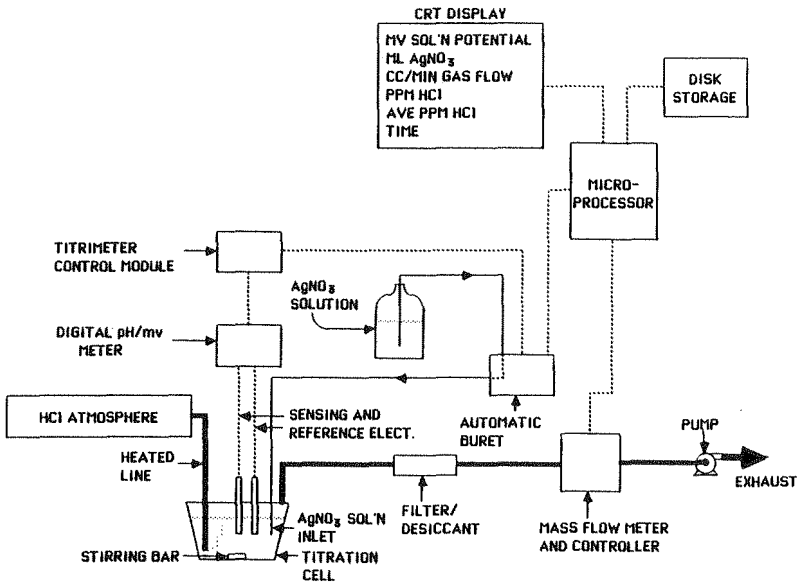 CRT DISPLAY
MV SOL'N POTENTIAL
ML AgNO₃
CC/MIN GAS FLOW
PPM HCl
AVE PPM HCl
TIME
DISK
STORAGE
MICRO-
PROCESSOR
TITRIMETER
CONTROL MODULE
AgNO₃
SOLUTION
DIGITAL pH/mv
METER
HCl ATMOSPHERE
SENSING AND
REFERENCE ELECT.
AUTOMATIC
BURET
PUMP
HEATED
LINE
EXHAUST
FILTER/
DESICCANT
AgNO₃ SOL'N
INLET
MASS FLOW METER
AND CONTROLLER
STIRRING BAR
TITRATION
CELL